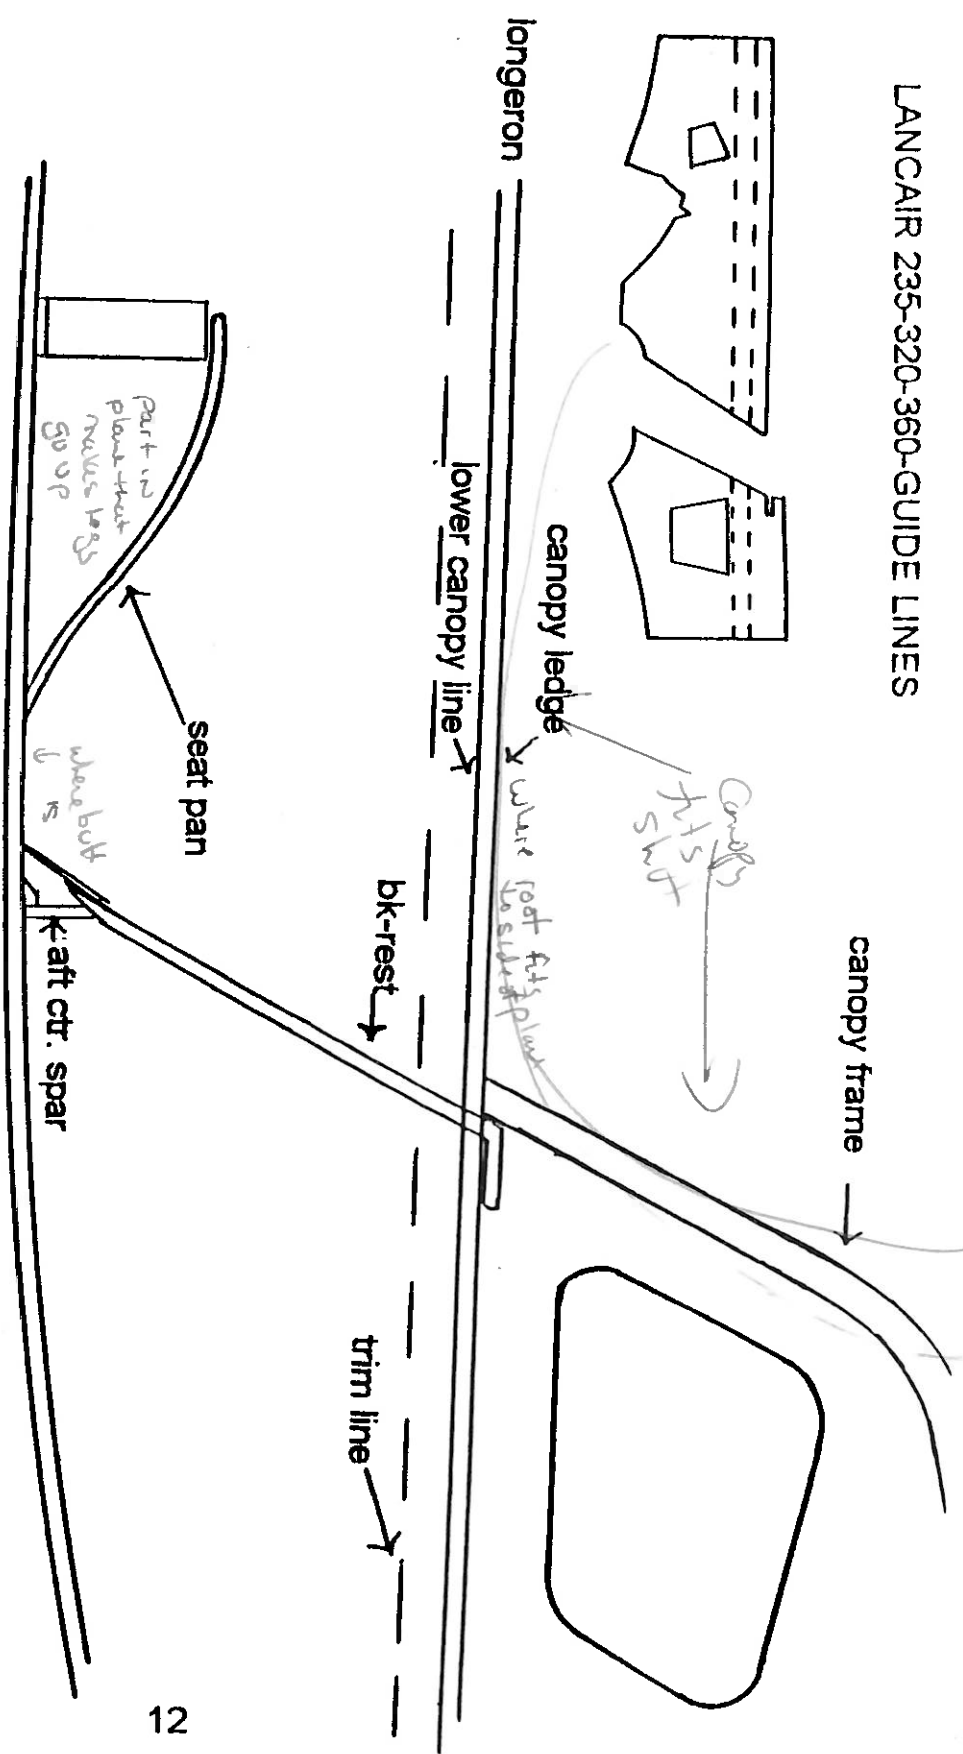 LANCAIR 235-320-360-GUIDE LINES
longeron
canopy ledge
lower canopy line
canopy frame
Canopy
fits
shut
where roof fits
to side of plane
bk-rest
seat pan
part in
plane that
makes legs
go up
where butt
is
aft ctr. spar
trim line
12